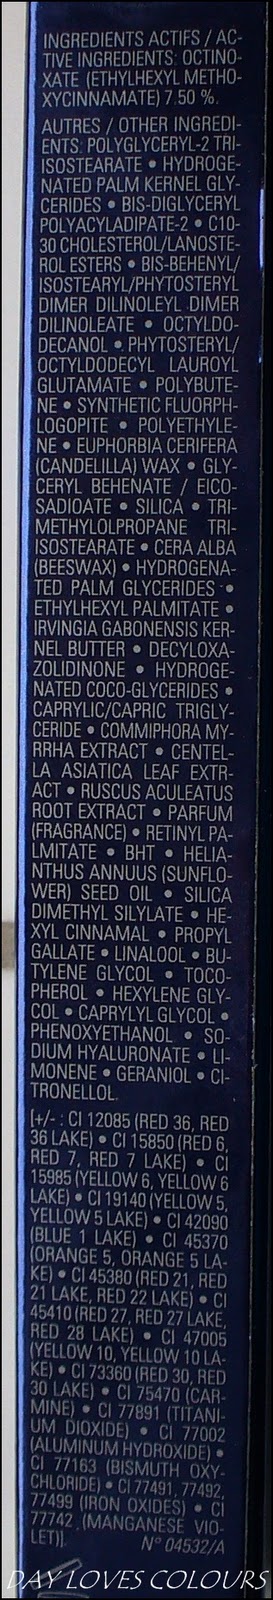 INGREDIENTS ACTIFS / AC-
TIVE INGREDIENTS: OCTINO-
XATE (ETHYLHEXYL METHO-
XYCINNAMATE) 7.50 %.
AUTRES / OTHER INGREDI-
ENTS: POLYGLYCERYL-2 TRI-
ISOSTEARATE • HYDROGE-
NATED PALM KERNEL GLY-
CERIDES • BIS-DIGLYCERYL
POLYACYLADIPATE-2 • C10-
30 CHOLESTEROL/LANOSTE-
ROL ESTERS • BIS-BEHENYL/
ISOSTEARYL/PHYTOSTERYL
DIMER DILINOLEYL DIMER
DILINOLEATE • OCTYLDO-
DECANOL • PHYTOSTERYL/
OCTYLDODECYL LAUROYL
GLUTAMATE • POLYBUTE-
NE • SYNTHETIC FLUORPH-
LOGOPITE • POLYETHYLE-
NE • EUPHORBIA CERIFERA
(CANDELILLA) WAX • GLY-
CERYL BEHENATE / EICO-
SADIOATE • SILICA • TRI-
METHYLOLPROPANE TRI-
ISOSTEARATE • CERA ALBA
(BEESWAX) • HYDROGENA-
TED PALM GLYCERIDES •
ETHYLHEXYL PALMITATE •
IRVINGIA GABONENSIS KER-
NEL BUTTER • DECYLOXA-
ZOLIDINONE • HYDROGE-
NATED COCO-GLYCERIDES •
CAPRYLIC/CAPRIC TRIGLY-
CERIDE • COMMIPHORA MY-
RRHA EXTRACT • CENTEL-
LA ASIATICA LEAF EXTR-
ACT • RUSCUS ACULEATUS
ROOT EXTRACT • PARFUM
(FRAGRANCE) • RETINYL PA-
LMITATE • BHT • HELIA-
NTHUS ANNUUS (SUNFLO-
WER) SEED OIL • SILICA
DIMETHYL SILYLATE • HE-
XYL CINNAMAL • PROPYL
GALLATE • LINALOOL • BU-
TYLENE GLYCOL • TOCO-
PHEROL • HEXYLENE GLY-
COL • CAPRYLYL GLYCOL •
PHENOXYETHANOL • SO-
DIUM HYALURONATE • LI-
MONENE • GERANIOL • CI-
TRONELLOL.
[+/- : CI 12085 (RED 36, RED
36 LAKE) • CI 15850 (RED 6,
RED 7, RED 7 LAKE) • CI
15985 (YELLOW 6, YELLOW 6
LAKE) • CI 19140 (YELLOW 5,
YELLOW 5 LAKE) • CI 42090
(BLUE 1 LAKE) • CI 45370
(ORANGE 5, ORANGE 5 LA-
KE) • CI 45380 (RED 21, RED
21 LAKE, RED 22 LAKE) • CI
45410 (RED 27, RED 27 LAKE,
RED 28 LAKE) • CI 47005
(YELLOW 10, YELLOW 10 LA-
KE) • CI 73360 (RED 30, RED
30 LAKE) • CI 75470 (CAR-
MINE) • CI 77891 (TITANI-
UM DIOXIDE) • CI 77002
(ALUMINUM HYDROXIDE) •
CI 77163 (BISMUTH OXY-
CHLORIDE) • CI 77491, 77492,
77499 (IRON OXIDES) • CI
77742 (MANGANESE VIO-
LET)]. N° 04532/A
DAY LOVES COLOURS